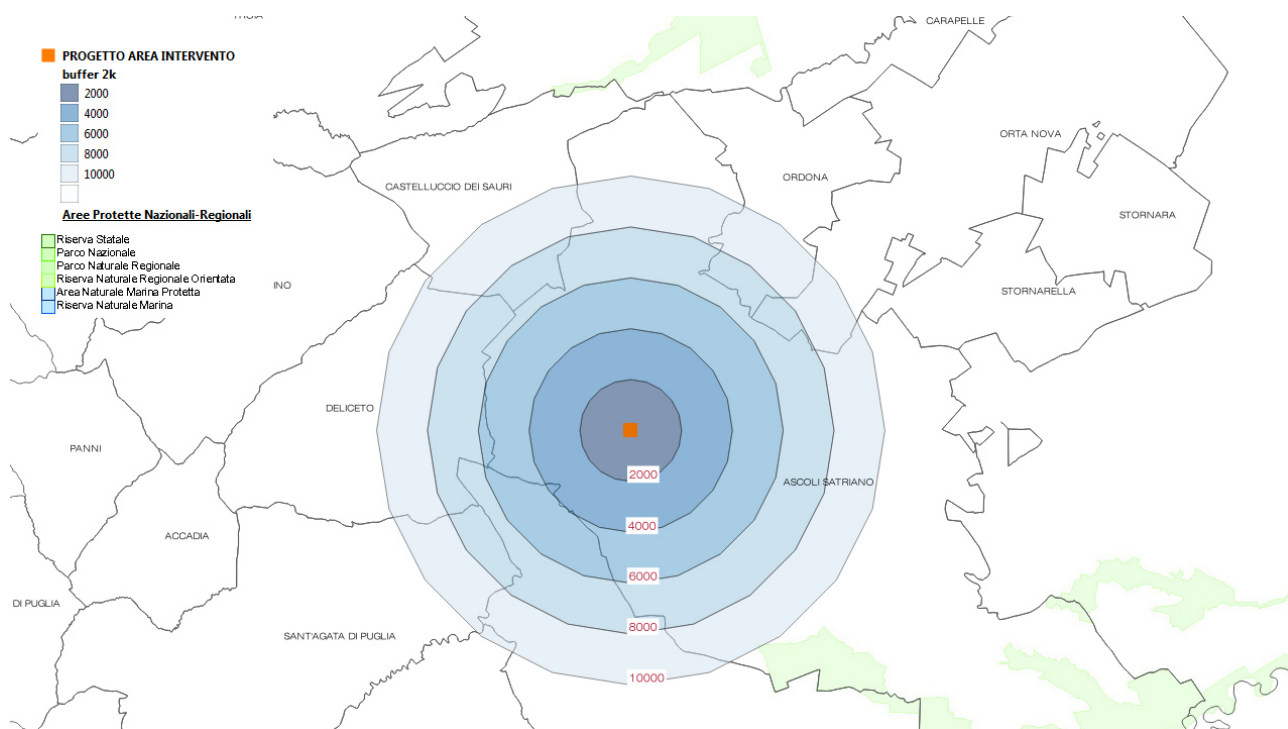 CARAPELLE
PROGETTO AREA INTERVENTO
buffer 2k
2000
4000
6000
8000
10000
Aree Protette Nazionali-Regionali
Riserva Statale
Parco Nazionale
Parco Naturale Regionale
Riserva Naturale Regionale Orientata
Area Naturale Marina Protetta
Riserva Naturale Marina
INO
ORTA NOVA
ORDONA
CASTELLUCCIO DEI SAURI
STORNARA
STORNARELLA
DELICETO
PANNI
2000
ASCOLI SATRIANO
4000
ACCADIA
6000
DI PUGLIA
8000
SANT'AGATA DI PUGLIA
10000